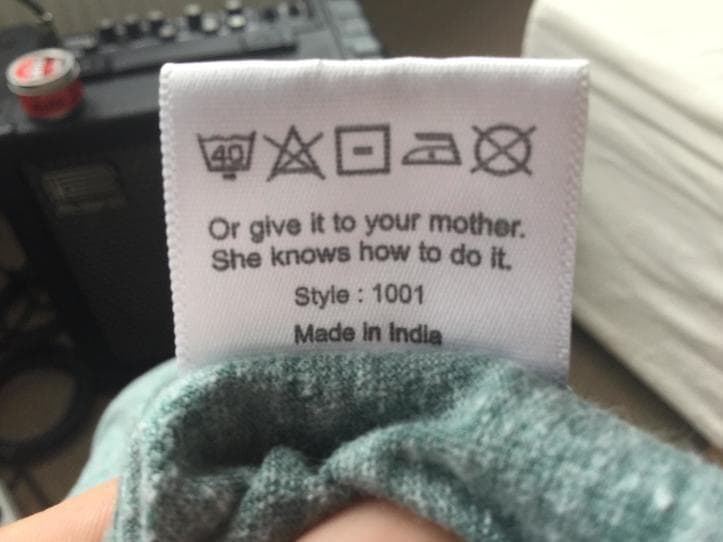 40
Or give it to your mother.
She knows how to do it.
Style : 1001
Made in India